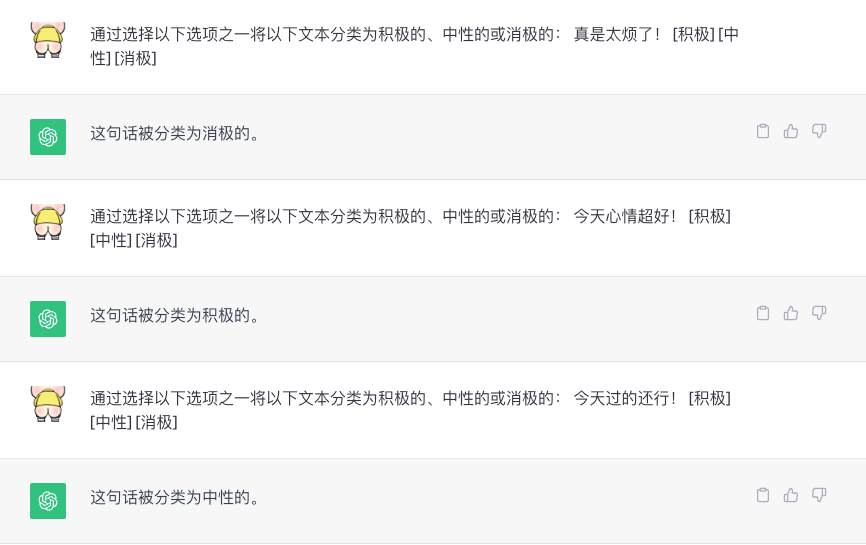 通过选择以下选项之一将以下文本分类为积极的、中性的或消极的： 真是太烦了！ [积极] [中
性] [消极]
这句话被分类为消极的。
通过选择以下选项之一将以下文本分类为积极的、中性的或消极的： 今天心情超好！ [积极]
[中性] [消极]
这句话被分类为积极的。
通过选择以下选项之一将以下文本分类为积极的、中性的或消极的： 今天过的还行！ [积极]
[中性] [消极]
这句话被分类为中性的。